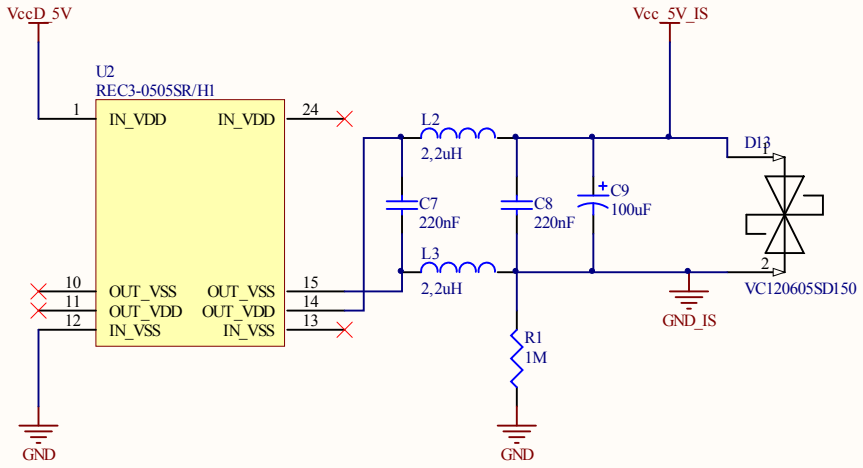 VccD_5V
Vcc_5V_IS
U2
REC3-0505SR/H1
1 IN_VDD IN_VDD 24
L2
2,2uH
D13
1
C7
220nF
C8
220nF
+ C9
100uF
L3
2,2uH
2
VC120605SD150
10 OUT_VSS OUT_VSS 15
11 OUT_VDD OUT_VDD 14
12 IN_VSS IN_VSS 13
GND_IS
R1
1M
GND
GND